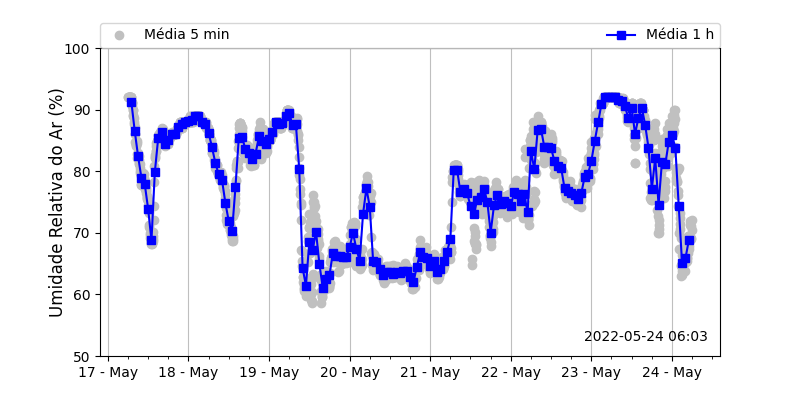 Média 5 min
Média 1 h
Umidade Relativa do Ar (%)
100
90
80
70
60
50
2022-05-24 06:03
17 - May
18 - May
19 - May
20 - May
21 - May
22 - May
23 - May
24 - May